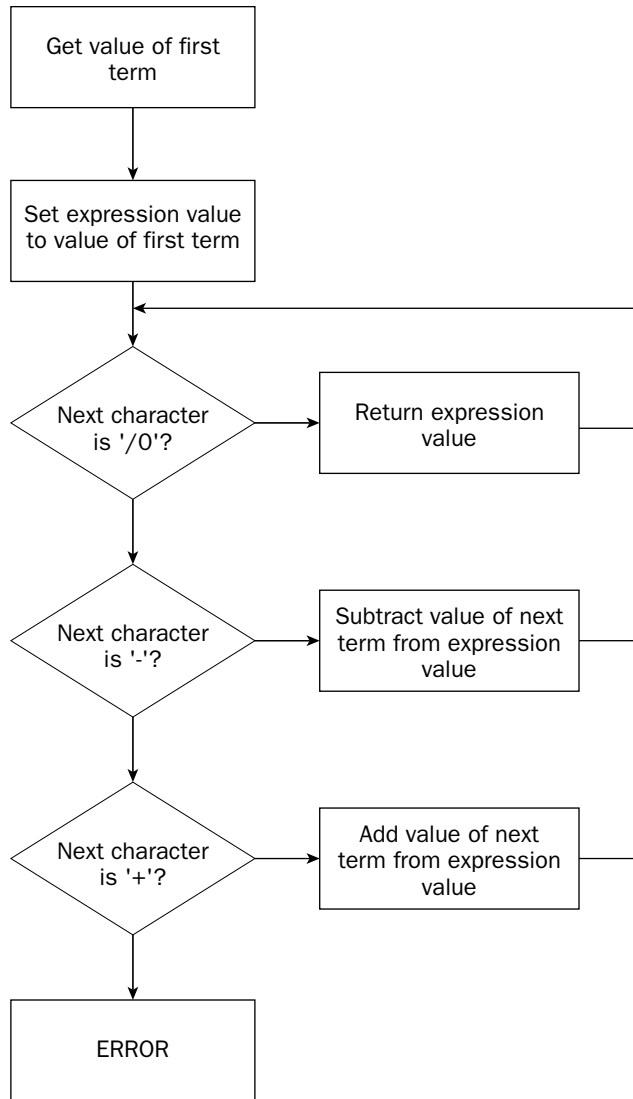 Get value of first
term
Set expression value
to value of first term
Next character
is '/0'?
Return expression
value
Next character
is '-'?
Subtract value of next
term from expression
value
Next character
is '+'?
Add value of next
term from expression
value
ERROR